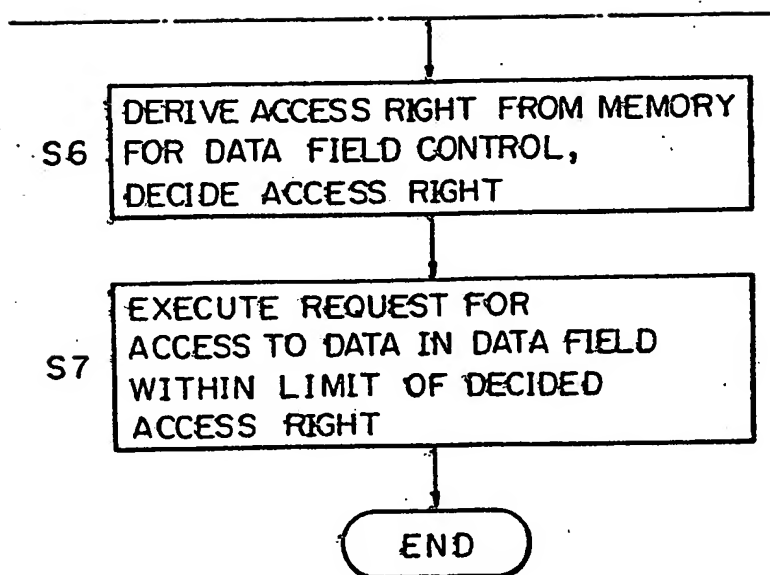 S6
DERIVE ACCESS RIGHT FROM MEMORY
FOR DATA FIELD CONTROL,
DECIDE ACCESS RIGHT
S7
EXECUTE REQUEST FOR
ACCESS TO DATA IN DATA FIELD
WITHIN LIMIT OF DECIDED
ACCESS RIGHT
END